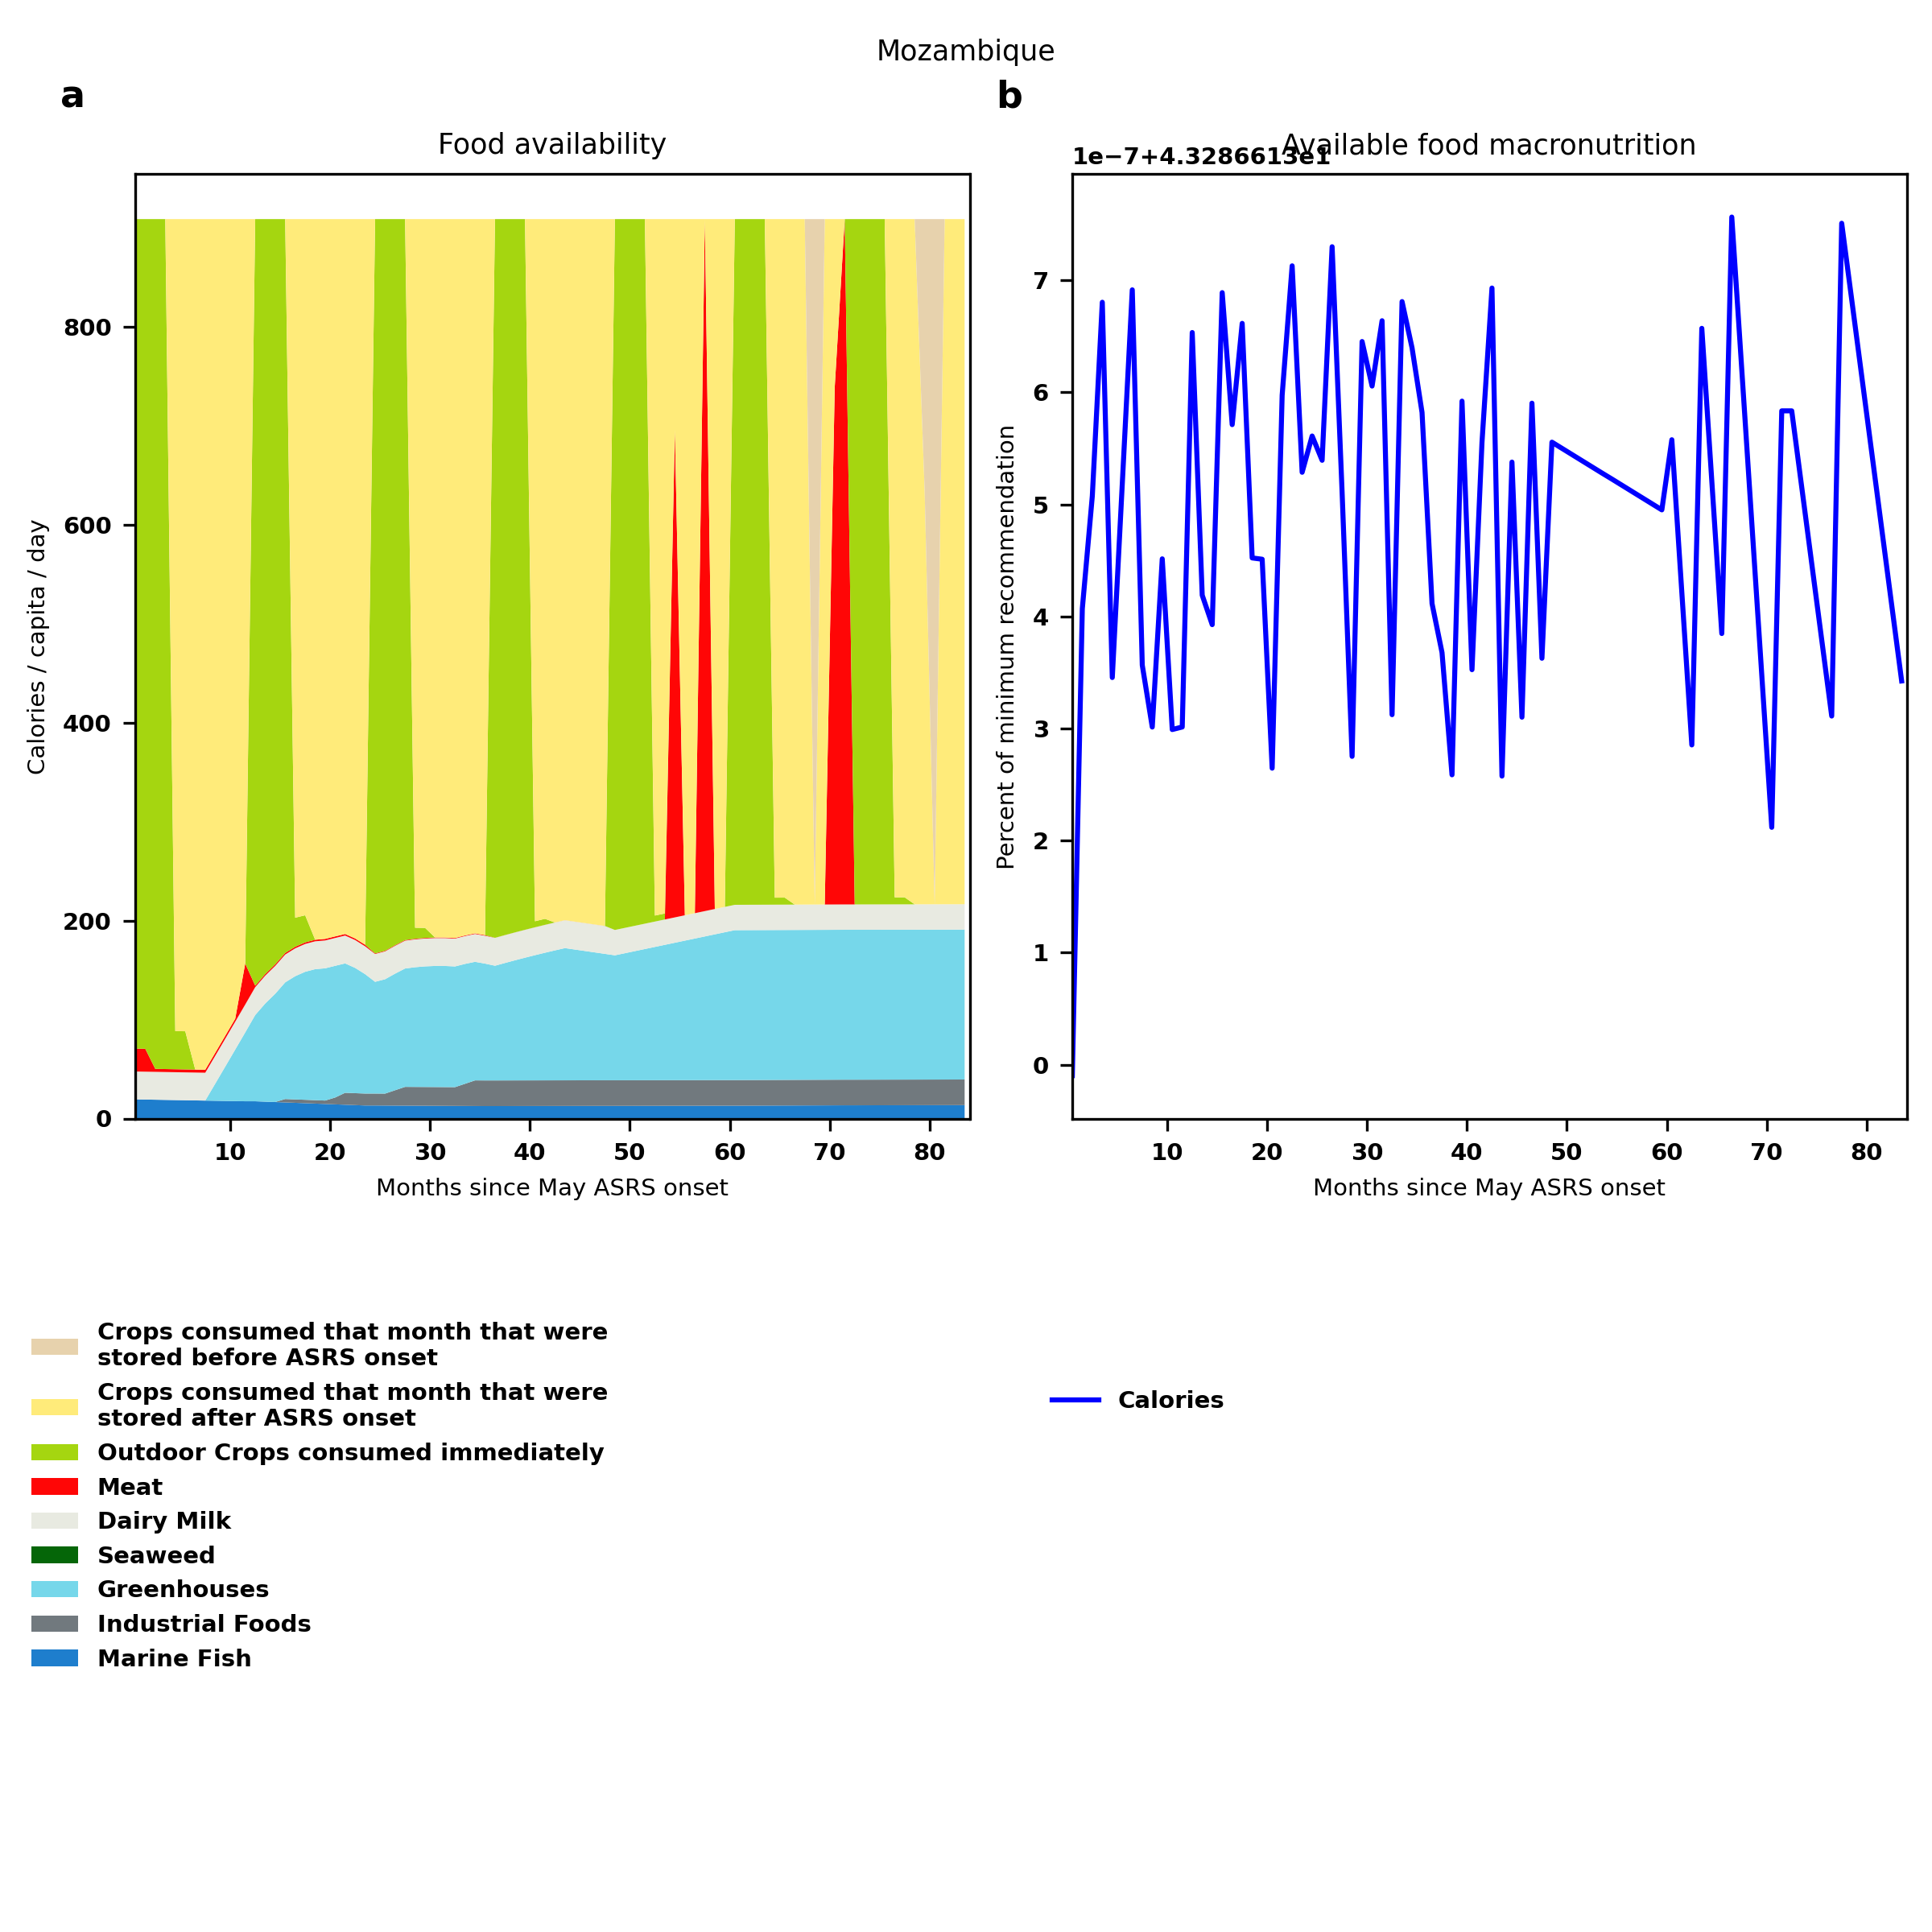 Mozambique
a
b
Food availability
Available food macronutrition
1e−7+4.3286613e1
Calories / capita / day
800
600
400
200
0
10 20 30 40 50 60 70 80
Months since May ASRS onset
Percent of minimum recommendation
7
6
5
4
3
2
1
0
10 20 30 40 50 60 70 80
Months since May ASRS onset
Crops consumed that month that were
stored before ASRS onset
Crops consumed that month that were
stored after ASRS onset
Outdoor Crops consumed immediately
Meat
Dairy Milk
Seaweed
Greenhouses
Industrial Foods
Marine Fish
Calories